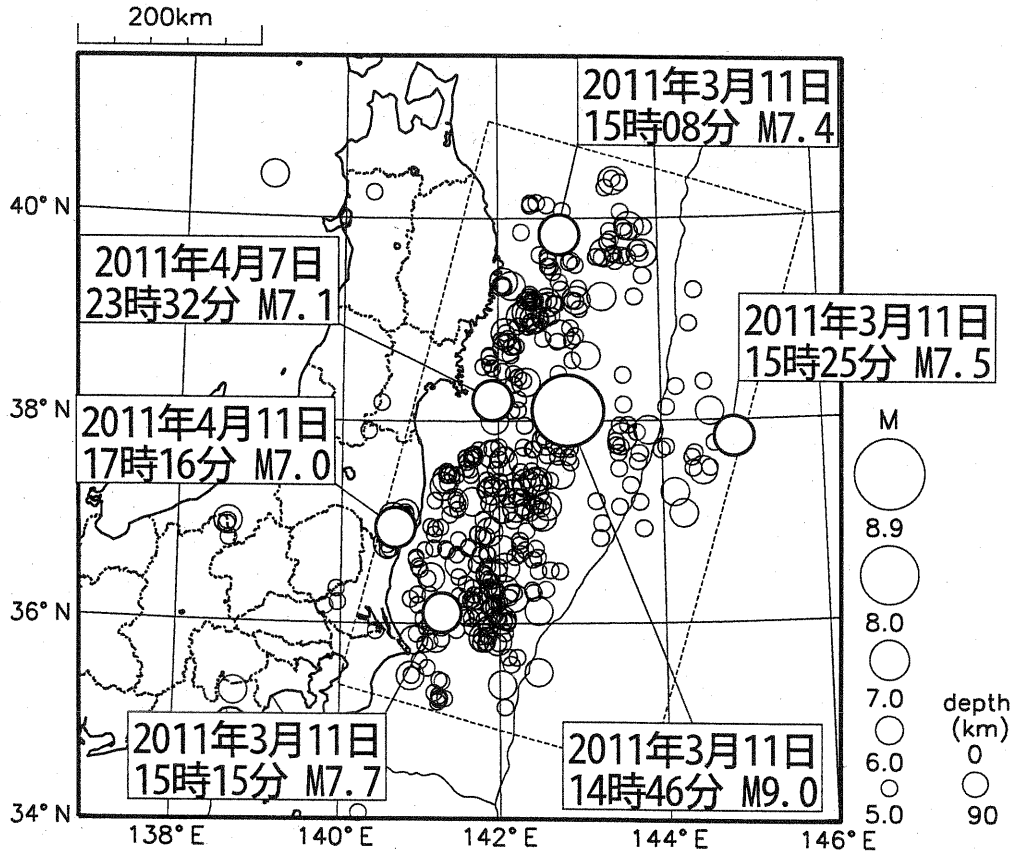 200km
2011年3月11日
15時08分 M7.4
40°N
2011年4月7日
23時32分 M7.1
2011年3月11日
15時25分 M7.5
38°N
2011年4月11日
17時16分 M7.0
M
8.9
8.0
7.0
6.0
5.0
depth
(km)
0
90
36°N
2011年3月11日
15時15分 M7.7
2011年3月11日
14時46分 M9.0
34°N
138°E
140°E
142°E
144°E
146°E